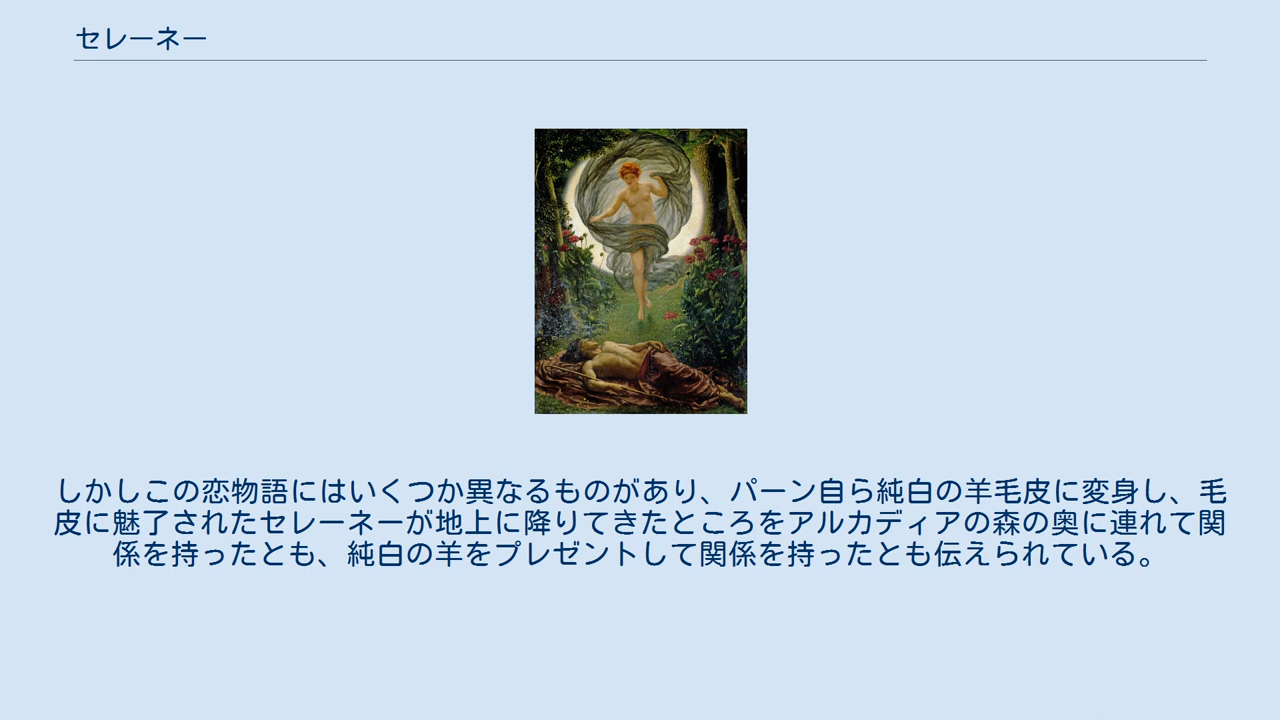 セレーネー
しかしこの恋物語にはいくつか異なるものがあり、パーン自ら純白の羊毛皮に変身し、毛
皮に魅了されたセレーネーが地上に降りてきたところをアルカディアの森の奥に連れて関
係を持ったとも、純白の羊をプレゼントして関係を持ったとも伝えられている。